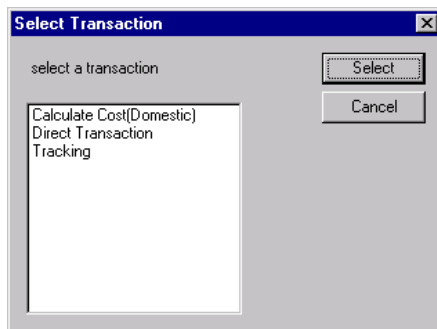 Select Transaction
select a transaction
Select
Cancel
Calculate Cost(Domestic)
Direct Transaction
Tracking